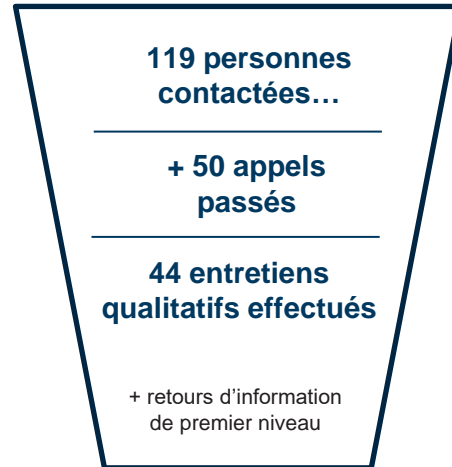 119 personnes
contactées…
+ 50 appels
passés
44 entretiens
qualitatifs effectués
+ retours d’information
de premier niveau